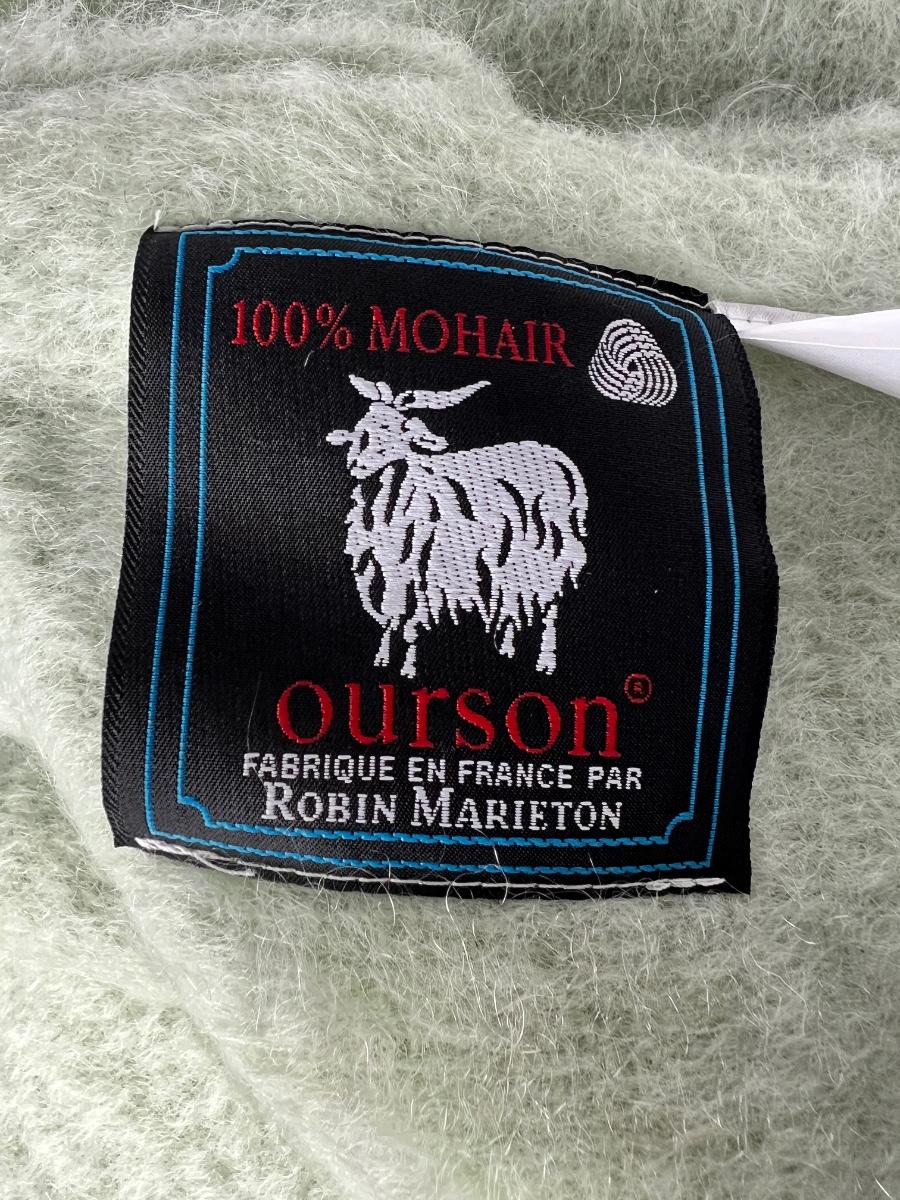 100% MOHAIR
ourson®
FABRIQUE EN FRANCE PAR
ROBIN MARIETON